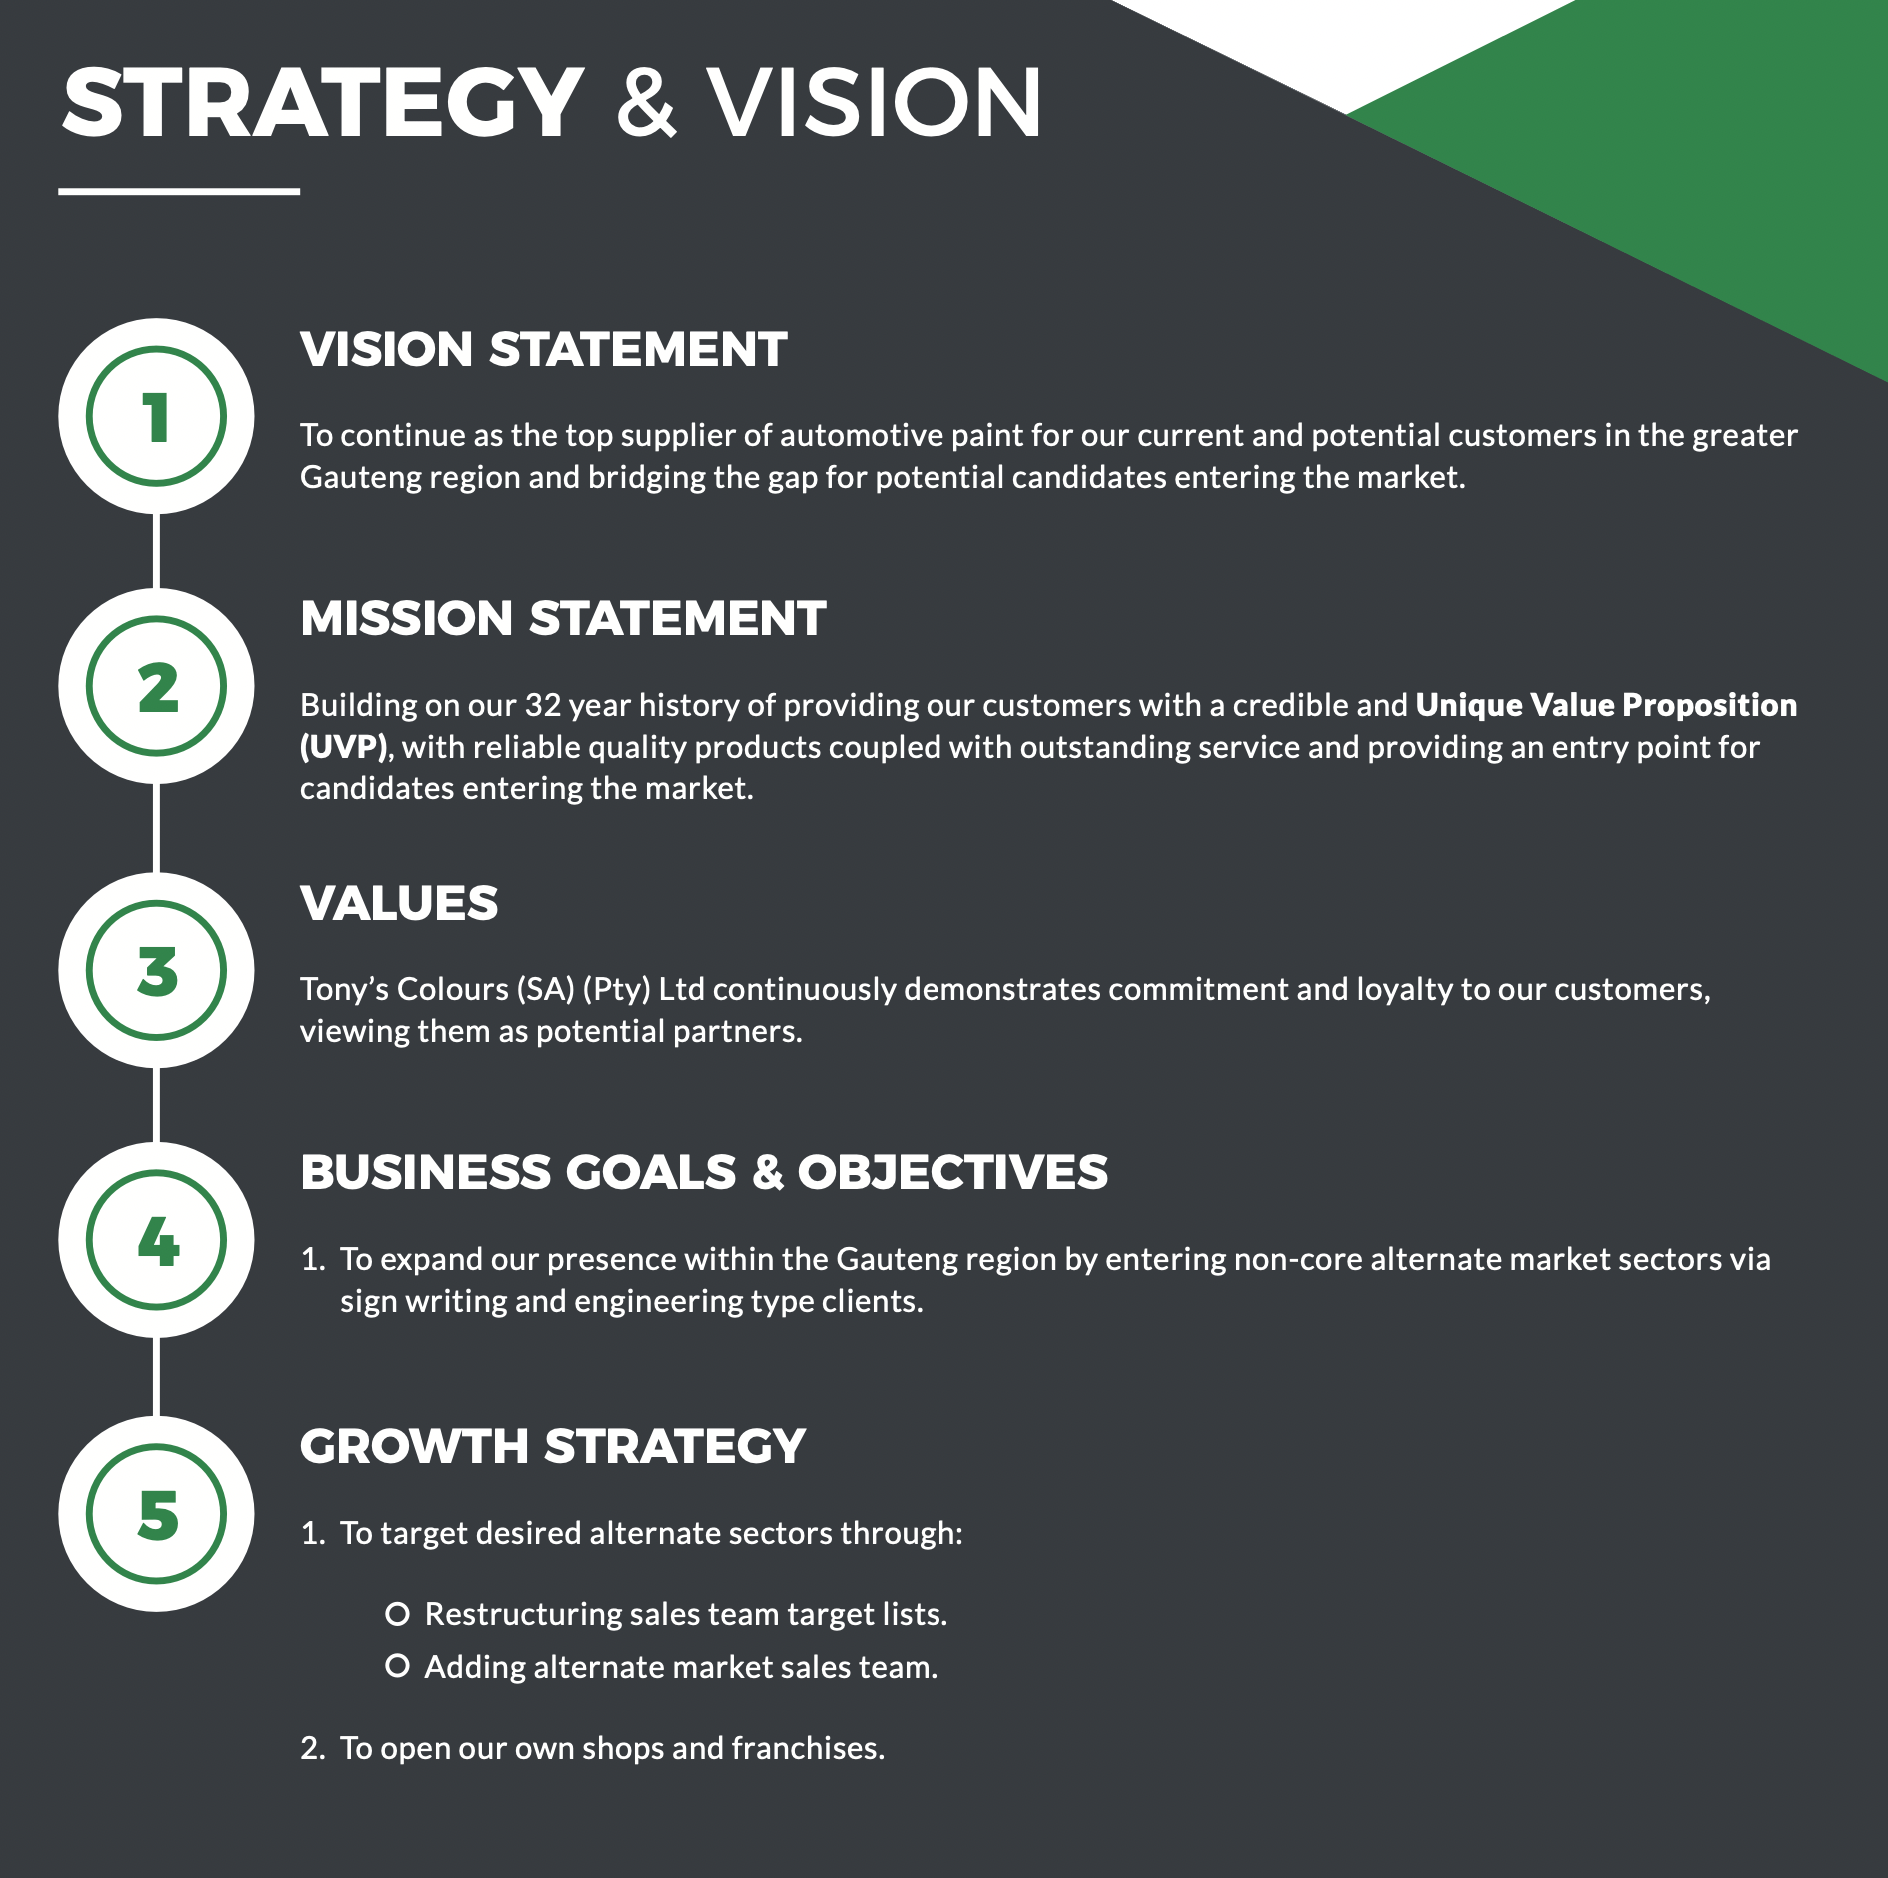 STRATEGY & VISION
1
VISION STATEMENT
To continue as the top supplier of automotive paint for our current and potential customers in the greater
Gauteng region and bridging the gap for potential candidates entering the market.
2
MISSION STATEMENT
Building on our 32 year history of providing our customers with a credible and Unique Value Proposition
(UVP), with reliable quality products coupled with outstanding service and providing an entry point for
candidates entering the market.
3
VALUES
Tony’s Colours (SA) (Pty) Ltd continuously demonstrates commitment and loyalty to our customers,
viewing them as potential partners.
4
BUSINESS GOALS & OBJECTIVES
1. To expand our presence within the Gauteng region by entering non-core alternate market sectors via
sign writing and engineering type clients.
5
GROWTH STRATEGY
1. To target desired alternate sectors through:
Restructuring sales team target lists.
Adding alternate market sales team.
2. To open our own shops and franchises.